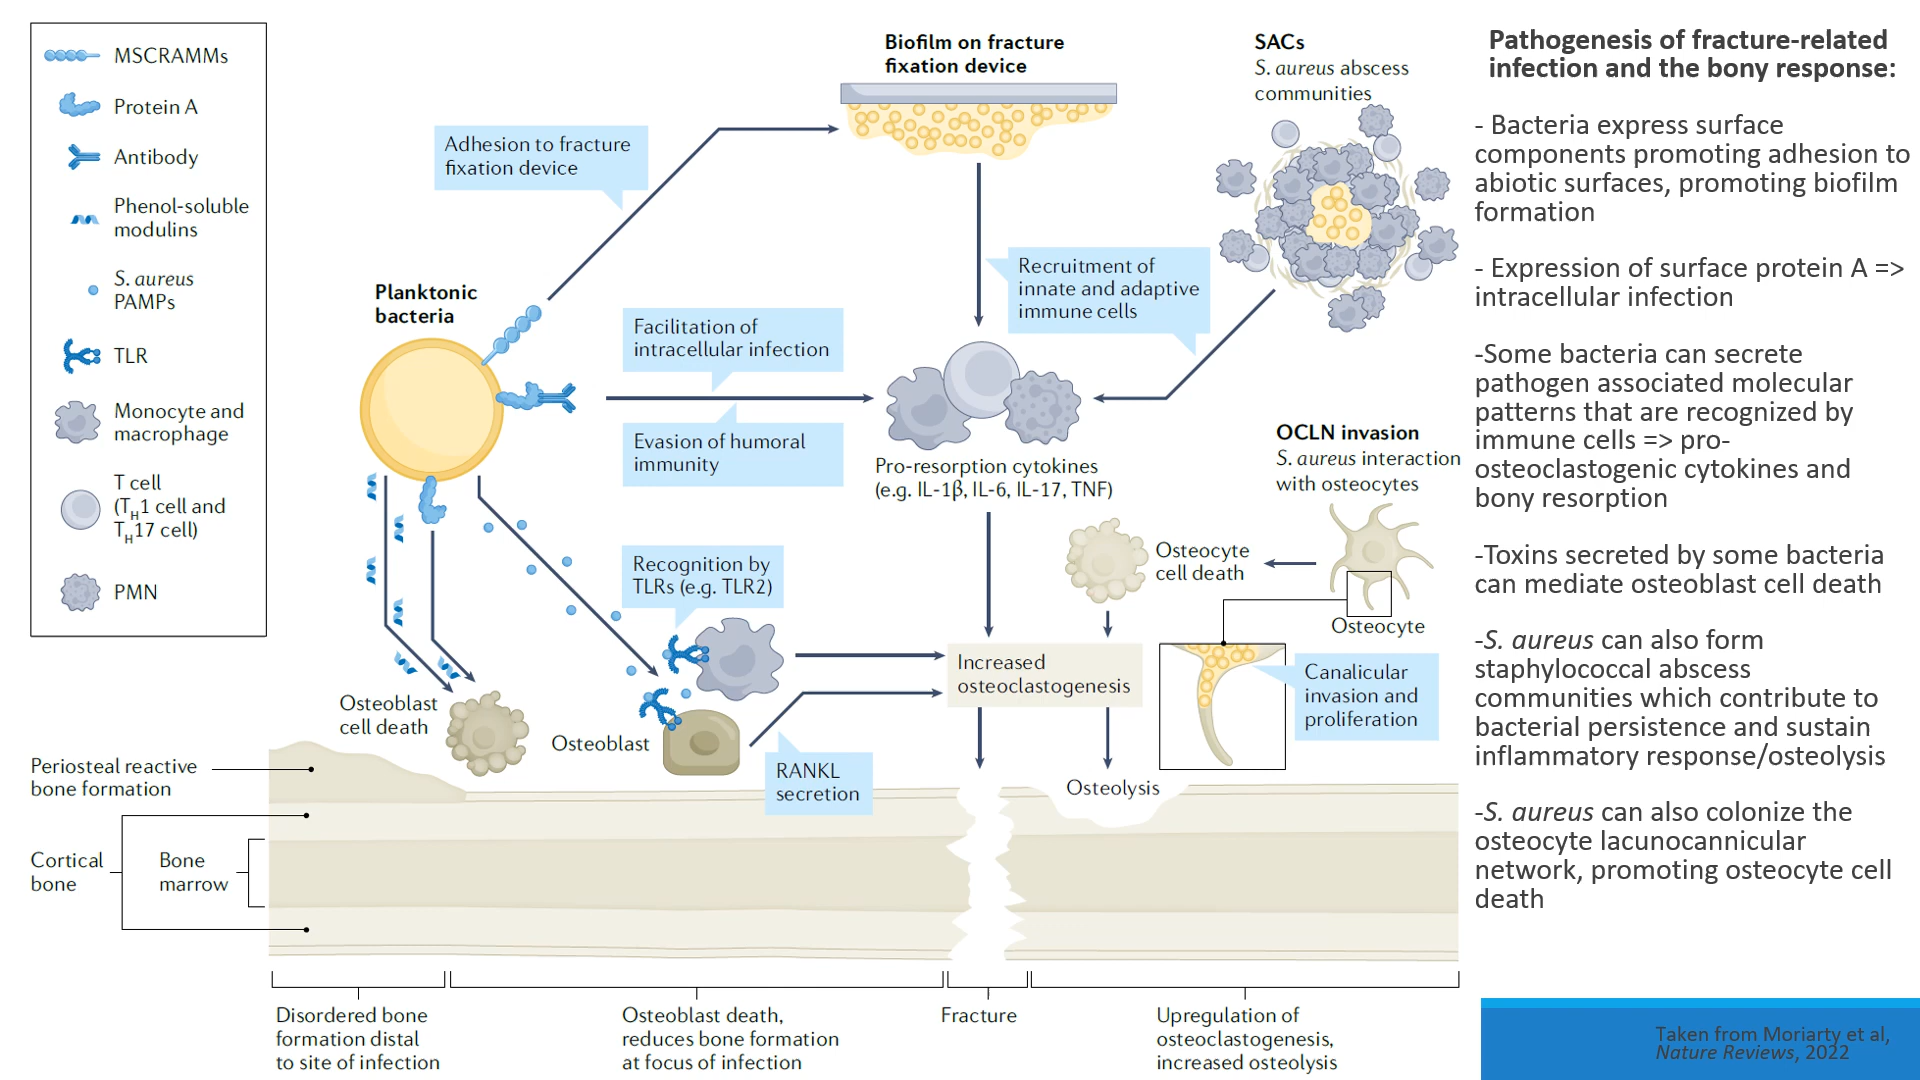 MSCRAMMs
Protein A
Antibody
Phenol-soluble
modulins
S. aureus
PAMPs
TLR
Monocyte and
macrophage
T cell
(TH1 cell and
TH17 cell)
PMN
Biofilm on fracture
fixation device
SACs
S. aureus abscess
communities
Adhesion to fracture
fixation device
Planktonic
bacteria
Facilitation of
intracellular infection
Evasion of humoral
immunity
Recruitment of
innate and adaptive
immune cells
Pro-resorption cytokines
(e.g. IL-1β, IL-6, IL-17, TNF)
OCLN invasion
S. aureus interaction
with osteocytes
Osteocyte
cell death
Osteocyte
Recognition by
TLRs (e.g. TLR2)
Increased
osteoclastogenesis
Canalicular
invasion and
proliferation
Osteoblast
cell death
Osteoblast
RANKL
secretion
Osteolysis
Periosteal reactive
bone formation
Cortical
bone
Bone
marrow
Disordered bone
formation distal
to site of infection
Osteoblast death,
reduces bone formation
at focus of infection
Fracture
Upregulation of
osteoclastogenesis,
increased osteolysis
Pathogenesis of fracture-related
infection and the bony response:
- Bacteria express surface
components promoting adhesion to
abiotic surfaces, promoting biofilm
formation
- Expression of surface protein A =>
intracellular infection
-Some bacteria can secrete
pathogen associated molecular
patterns that are recognized by
immune cells => pro-
osteoclastogenic cytokines and
bony resorption
-Toxins secreted by some bacteria
can mediate osteoblast cell death
-S. aureus can also form
staphylococcal abscess
communities which contribute to
bacterial persistence and sustain
inflammatory response/osteolysis
-S. aureus can also colonize the
osteocyte lacunocannicular
network, promoting osteocyte cell
death
Taken from Moriarty et al,
Nature Reviews, 2022